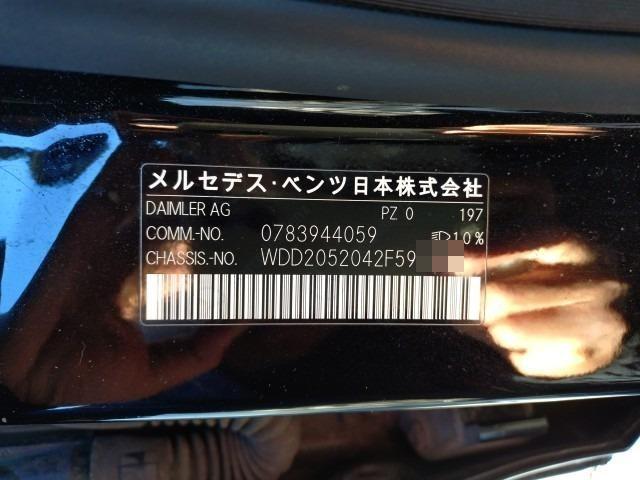 メルセデス・ベンツ日本株式会社
DAIMLER AG PZ 0 197
COMM.-NO. 0783944059 10%
CHASSIS.-NO. WDD2052042F59